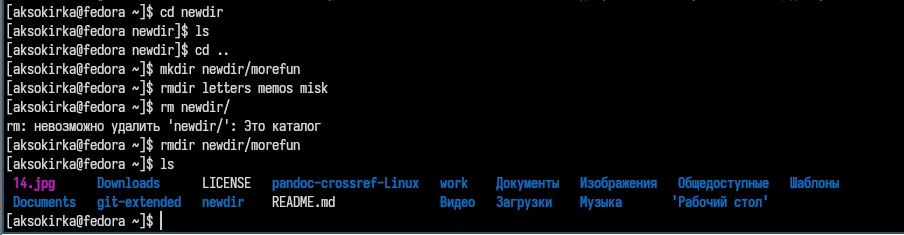 [aksokirka@fedora ~]$ cd newdir
[aksokirka@fedora newdir]$ ls
[aksokirka@fedora newdir]$ cd ..
[aksokirka@fedora ~]$ mkdir newdir/morefun
[aksokirka@fedora ~]$ rmdir letters memos misk
[aksokirka@fedora ~]$ rm newdir/
rm: невозможно удалить 'newdir/': Это каталог
[aksokirka@fedora ~]$ rmdir newdir/morefun
[aksokirka@fedora ~]$ ls
14.jpg Downloads LICENSE pandoc-crossref-Linux work Документы Изображения Общедоступные Шаблоны
Documents git-extended newdir README.md Видео Загрузки Музыка 'Рабочий стол'
[aksokirka@fedora ~]$